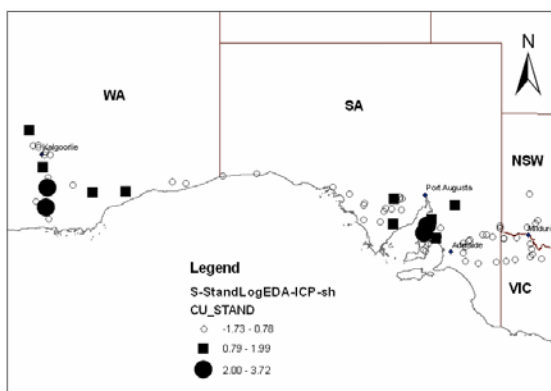 N
WA
SA
Kalgoorlie
NSW
Port Augusta
Mildura
Adelaide
VIC
Legend
S-StandLogEDA-ICP-sh
CU_STAND
-1.73 - 0.78
0.79 - 1.99
2.00 - 3.72